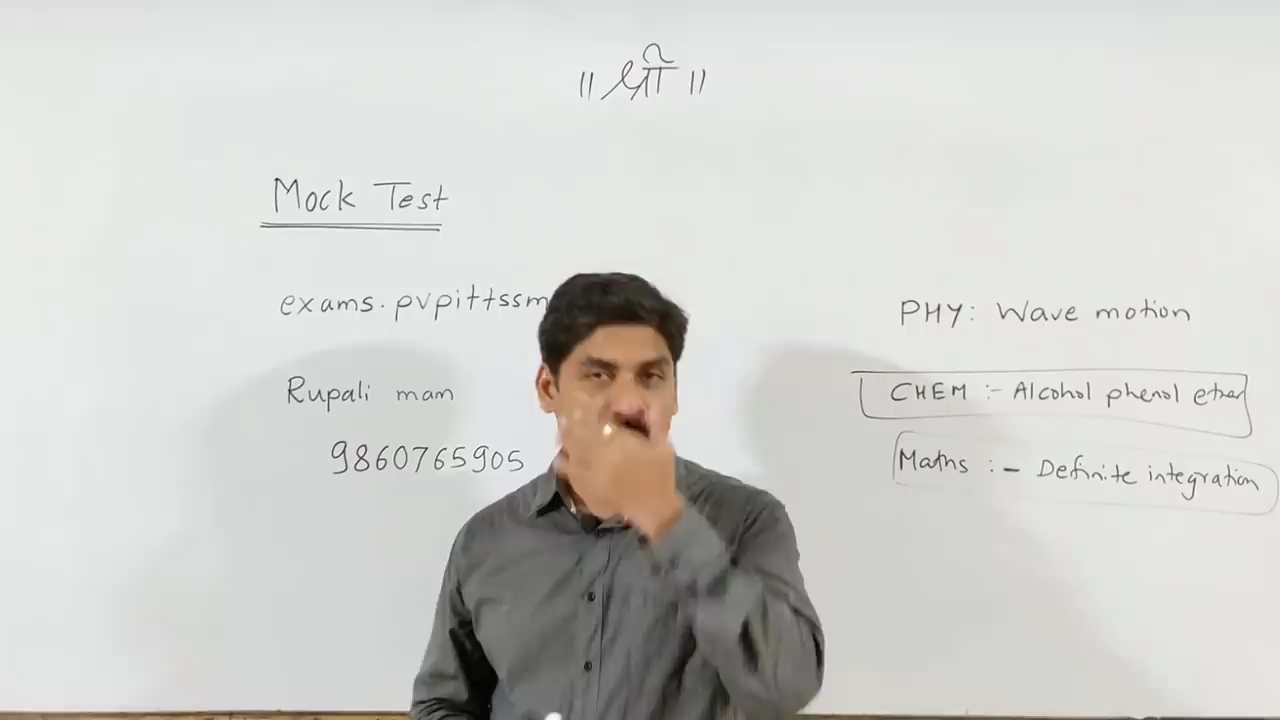 ॥ श्री ॥
Mock Test
exams.pvpittssm
Rupali mam
9860765905
PHY: Wave motion
CHEM :- Alcohol phenol ether
Maths :- Definite integration